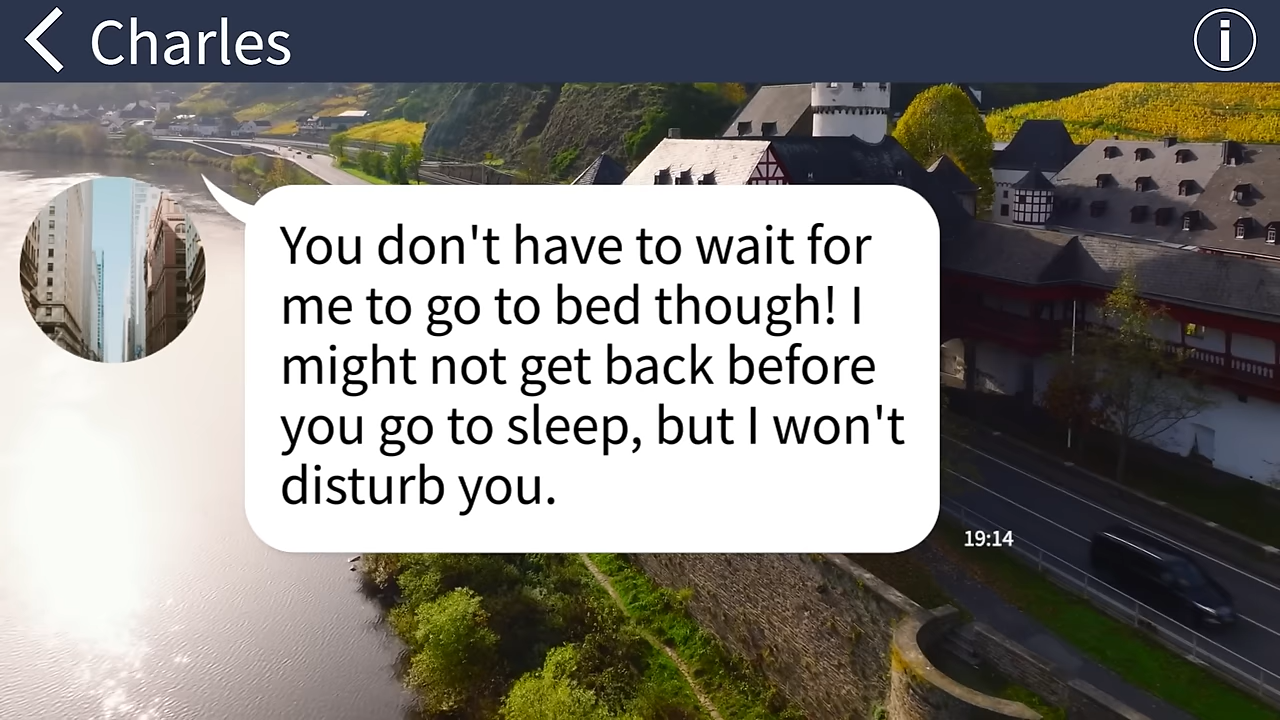 Charles
You don't have to wait for
me to go to bed though! I
might not get back before
you go to sleep, but I won't
disturb you.
19:14